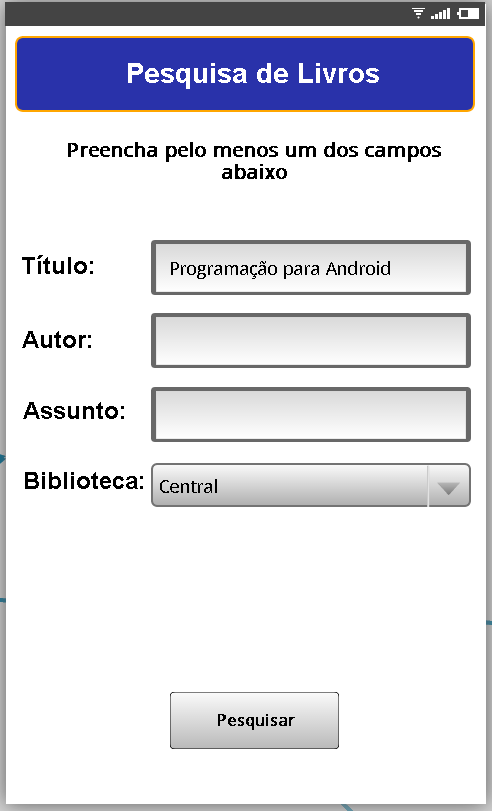 Pesquisa de Livros
Preencha pelo menos um dos campos
abaixo
Título: Programação para Android
Autor:
Assunto:
Biblioteca: Central
Pesquisar